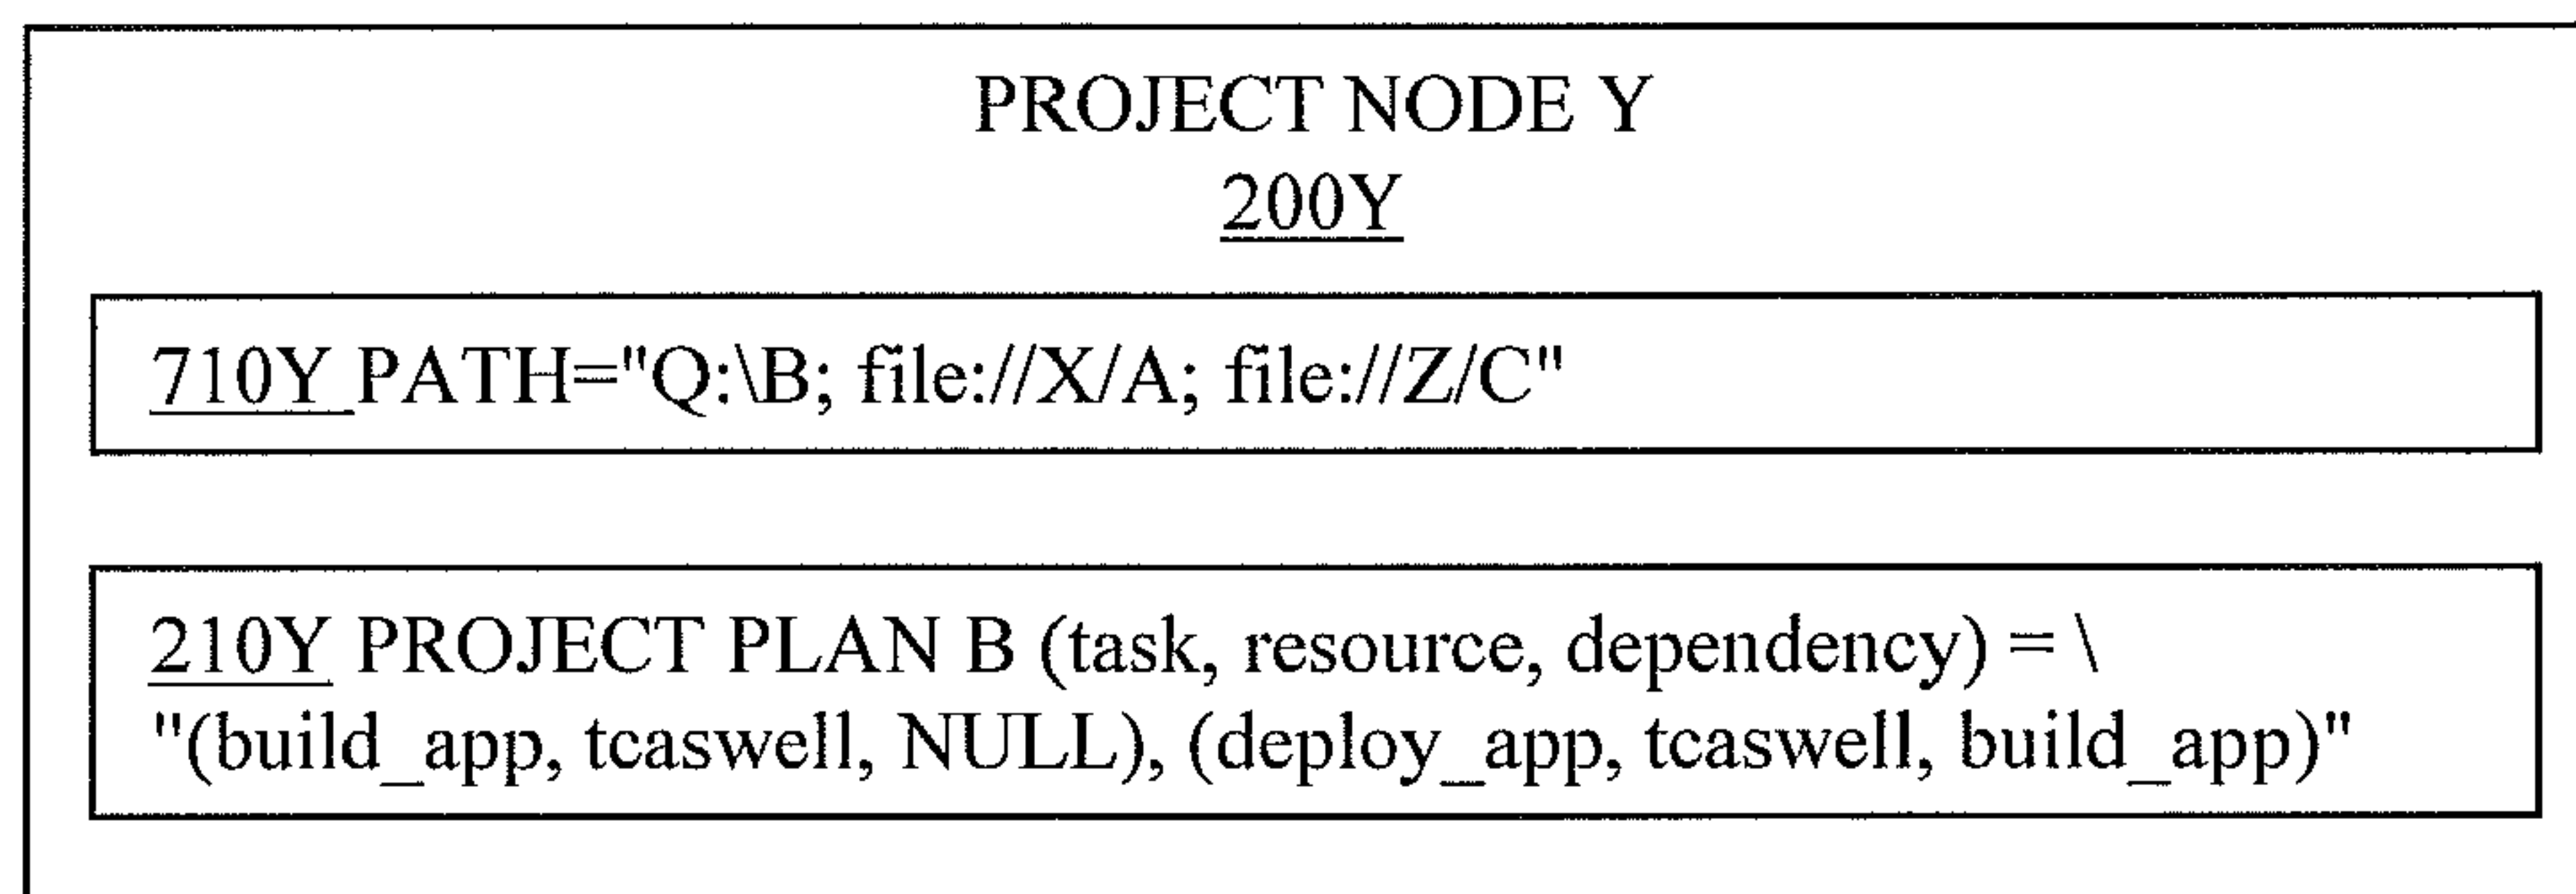 PROJECT NODE Y
200Y
710Y PATH="Q:\B; file://X/A; file://Z/C"
210Y PROJECT PLAN B (task, resource, dependency) = \
"(build_app, tcaswell, NULL), (deploy_app, tcaswell, build_app)"